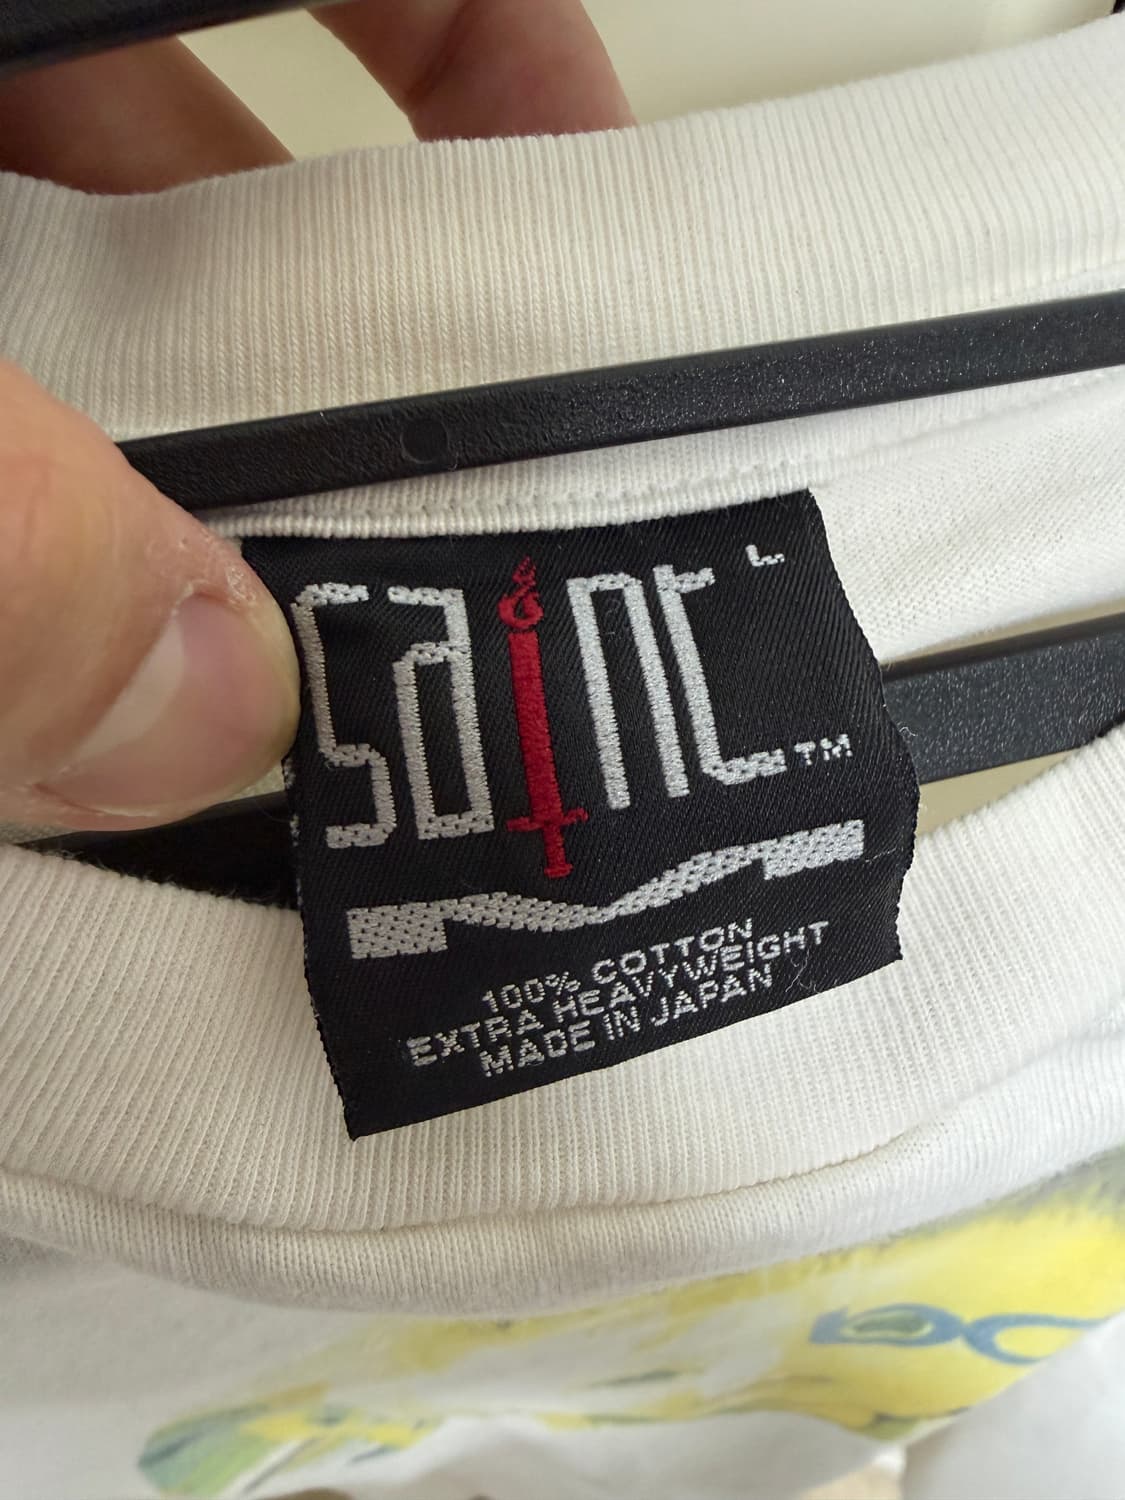 saint
L
TM
100% COTTON
EXTRA HEAVYWEIGHT
MADE IN JAPAN